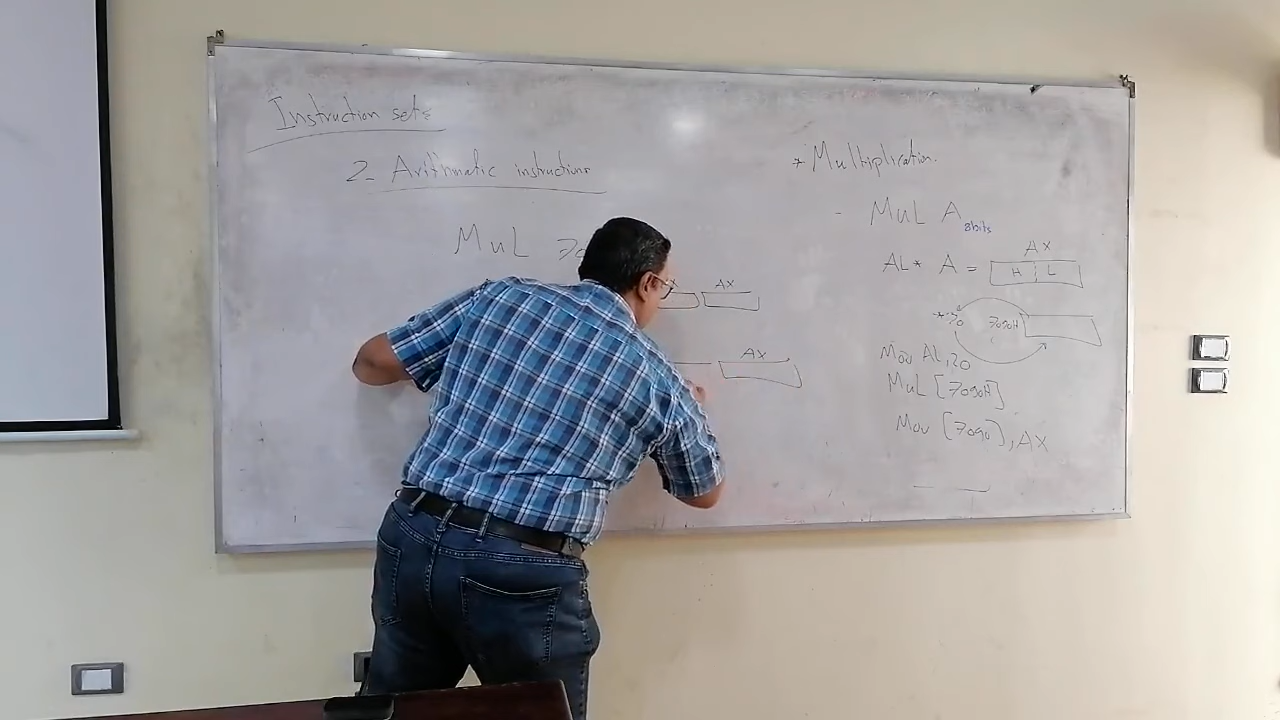 Instruction sets
2- Arithmatic instructions
MuL
AX
AX
* Multiplication.
- MuL A 8bits
AX
AL * A = H L
7090H
Mov AL, 20
MuL [7090H]
Mov [7090], AX